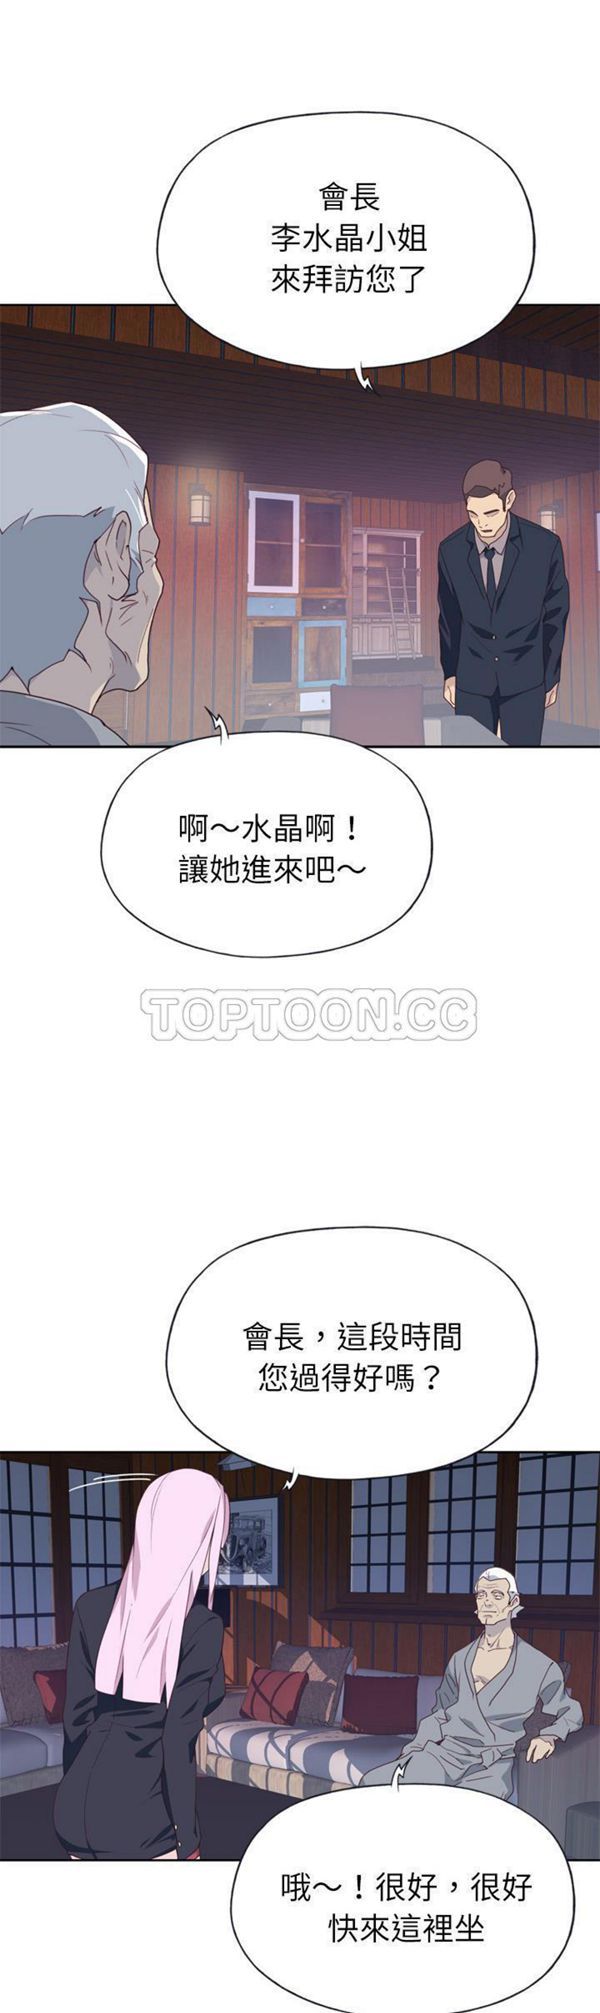 會長
李水晶小姐
來拜訪您了
啊～水晶啊！
讓她進來吧～
TOPTOON.CC
會長，這段時間
您過得好嗎？
哦～！很好，很好
快來這裡坐